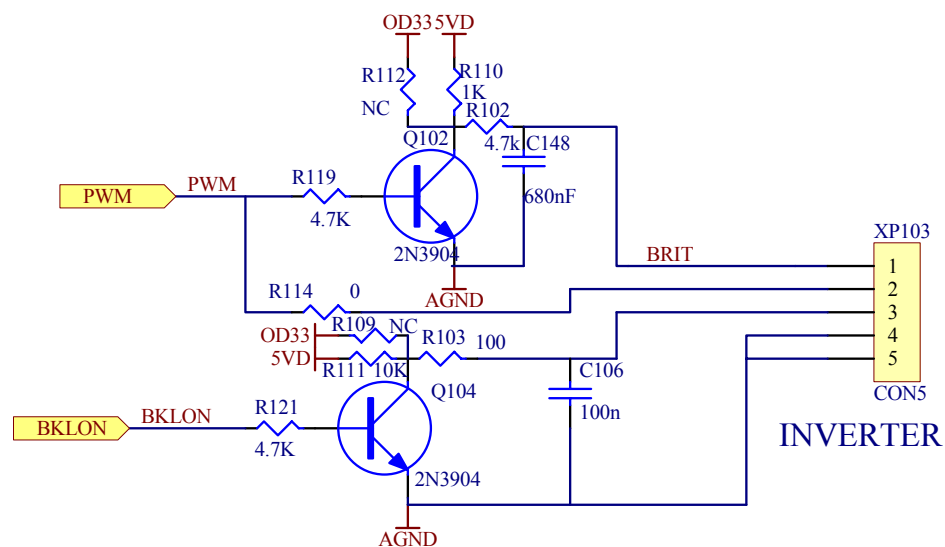 OD33 5VD
R112
R110
1K
NC
R102
Q102
4.7k
C148
PWM
PWM
R119
4.7K
680nF
2N3904
XP103
BRIT
1
AGND
2
R114
0
3
OD33
R109
NC
R103
100
4
5VD
R111
10K
5
Q104
C106
CON5
BKLON
BKLON
R121
100n
4.7K
INVERTER
2N3904
AGND